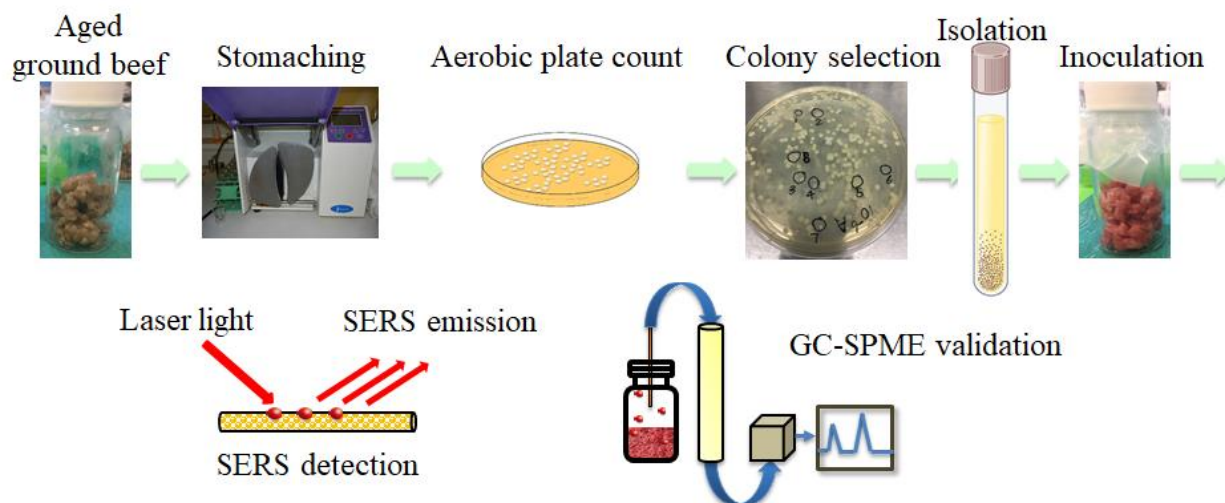 Aged
ground beef
Stomaching
Aerobic plate count
Colony selection
Isolation
Inoculation
Laser light
SERS emission
SERS detection
GC-SPME validation